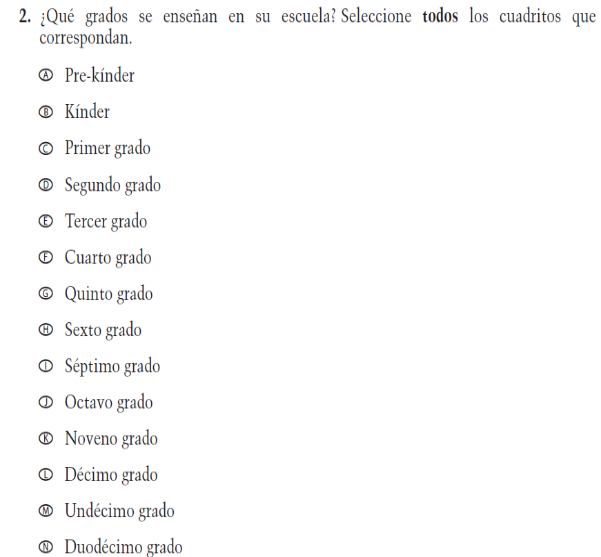 2. ¿Qué grados se enseñan en su escuela? Seleccione todos los cuadritos que
correspondan.
Ⓐ Pre-kínder
Ⓑ Kínder
Ⓒ Primer grado
Ⓓ Segundo grado
Ⓔ Tercer grado
Ⓕ Cuarto grado
Ⓖ Quinto grado
Ⓗ Sexto grado
Ⓘ Séptimo grado
Ⓙ Octavo grado
Ⓚ Noveno grado
Ⓛ Décimo grado
Ⓜ Undécimo grado
Ⓝ Duodécimo grado